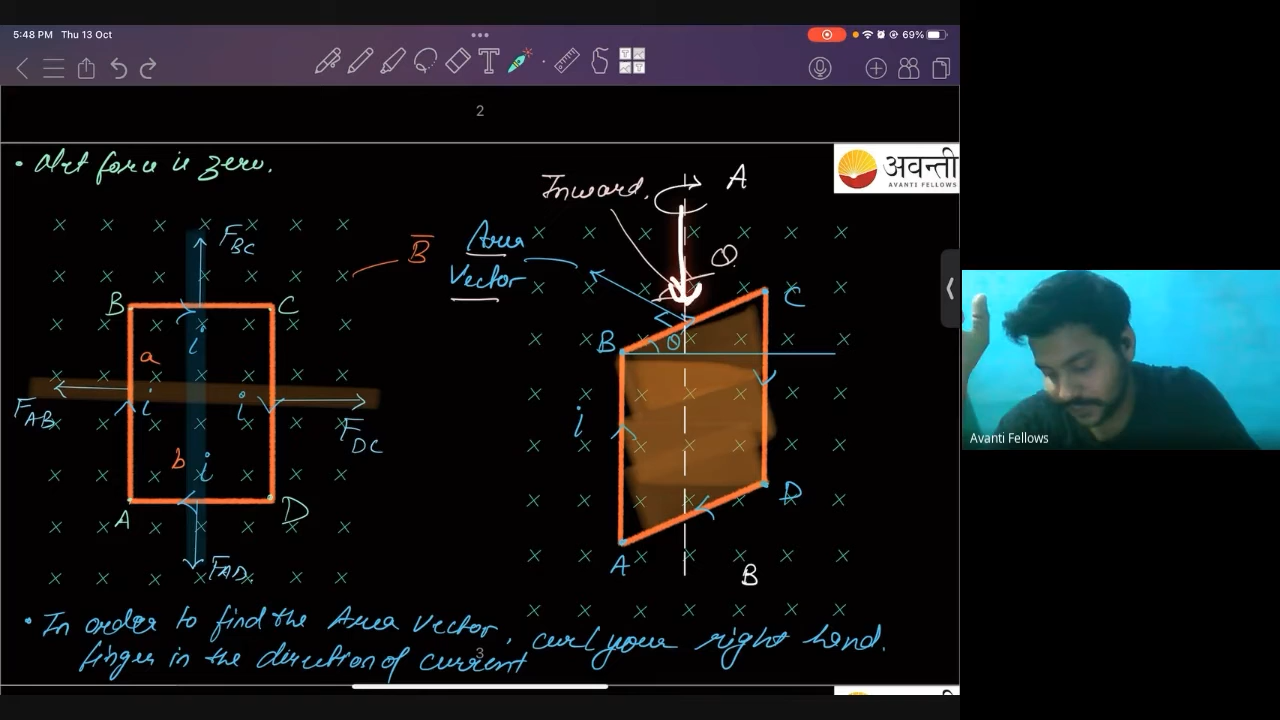 5:48 PM Thu 13 Oct
69%
2
• Net force is zero.
अवन्ती
AVANTI FELLOWS
Inward.
A
F_BC
B̅
Area
Vector
θ
B
C
i
a
F_AB
i
i
F_DC
b
i
A
D
F_AD
B
θ
C
i
D
A
B
Avanti Fellows
• In order to find the Area Vector, curl your right hand.
finger in the direction of current
3